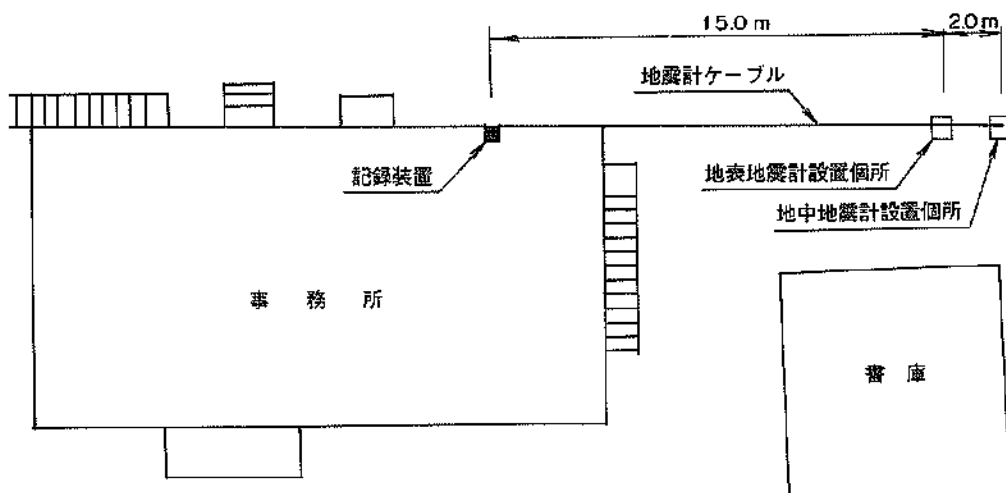 15.0 m
2.0 m
地震計ケーブル
記録装置
地表地震計設置個所
地中地震計設置個所
事務所
書庫